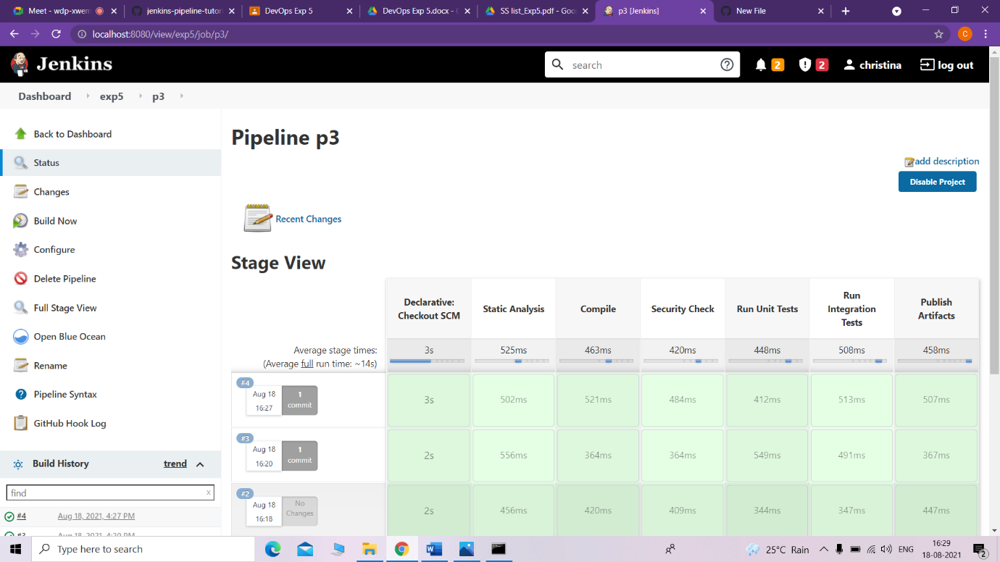 Meet - wdp-xwem
jenkins-pipeline-tutor
DevOps Exp 5
DevOps Exp 5.docx - G
SS list_Exp5.pdf - Goo
p3 [Jenkins]
New File
localhost:8080/view/exp5/job/p3/
C
Jenkins
search
2
2
christina
log out
Dashboard
exp5
p3
Back to Dashboard
Status
Changes
Build Now
Configure
Delete Pipeline
Full Stage View
Open Blue Ocean
Rename
Pipeline Syntax
GitHub Hook Log
Build History
trend
find
x
#4
Aug 18, 2021, 4:27 PM
#3
Aug 18, 2021, 4:20 PM
Pipeline p3
add description
Disable Project
Recent Changes
Stage View
Declarative:
Checkout SCM
Static Analysis
Compile
Security Check
Run Unit Tests
Run
Integration
Tests
Publish
Artifacts
Average stage times:
(Average full run time: ~14s)
3s
525ms
463ms
420ms
448ms
508ms
458ms
#4
Aug 18
16:27
1
commit
3s
502ms
521ms
484ms
412ms
513ms
507ms
#3
Aug 18
16:20
1
commit
2s
556ms
364ms
364ms
549ms
491ms
367ms
#2
Aug 18
16:18
No
Changes
2s
456ms
420ms
409ms
344ms
347ms
447ms
Type here to search
25°C Rain
ENG
16:29
18-08-2021
2